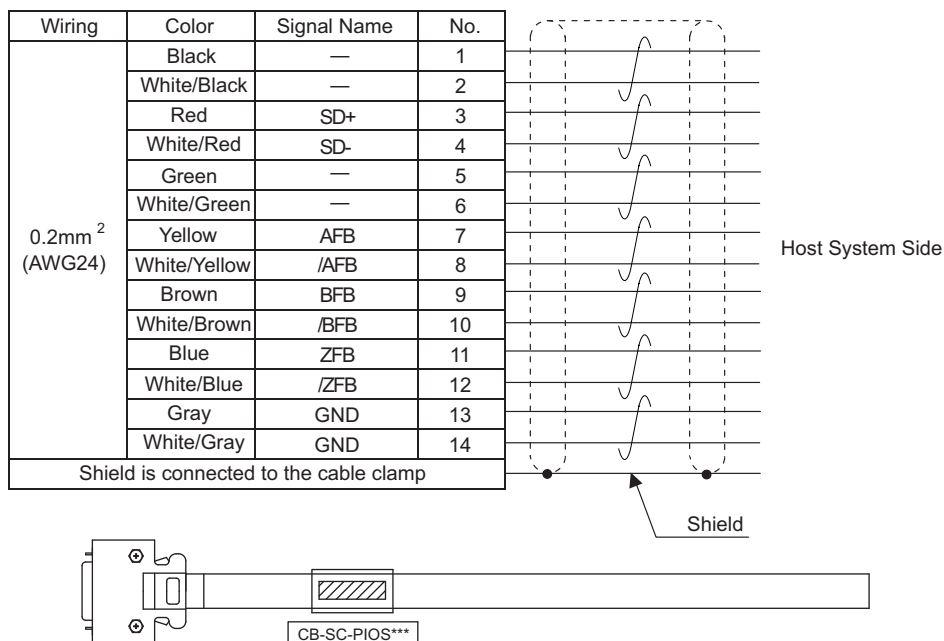 Wiring Color Signal Name No.
Black — 1
White/Black — 2
Red SD+ 3
White/Red SD- 4
Green — 5
White/Green — 6
0.2mm 2
(AWG24)
Yellow AFB 7
White/Yellow /AFB 8
Brown BFB 9
White/Brown /BFB 10
Blue ZFB 11
White/Blue /ZFB 12
Gray GND 13
White/Gray GND 14
Shield is connected to the cable clamp
Host System Side
Shield
CB-SC-PIOS***